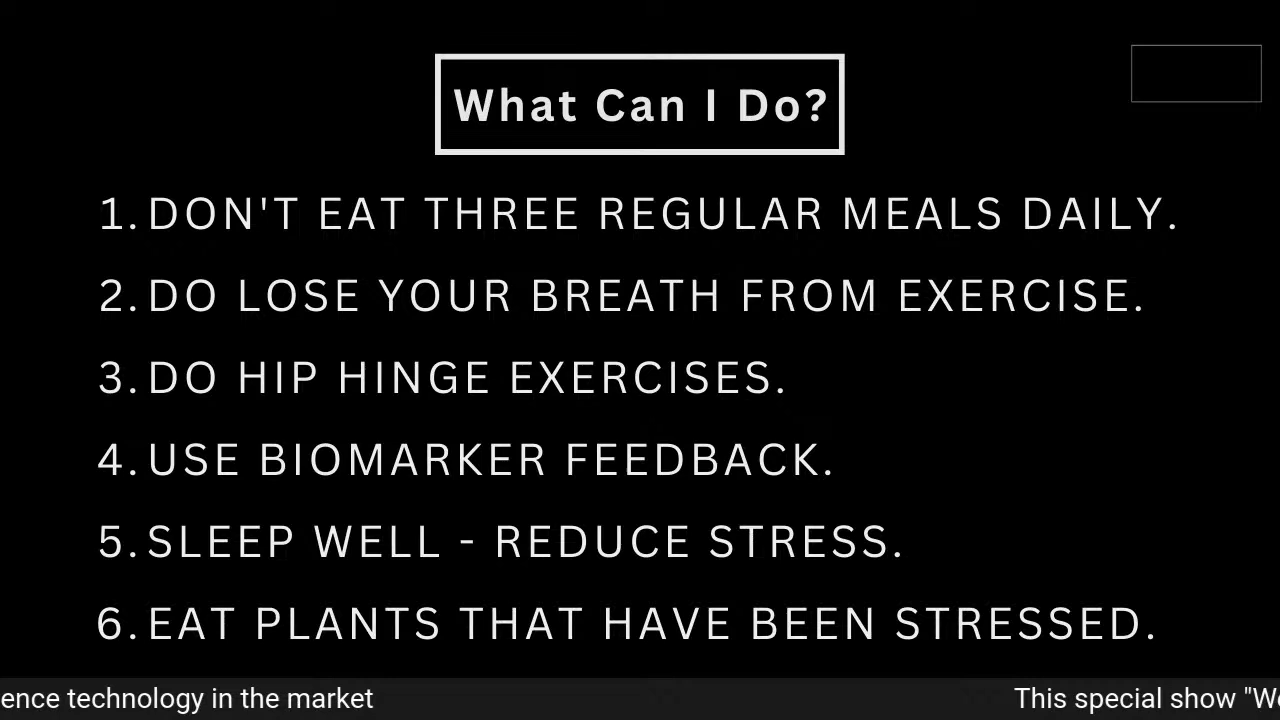 What Can I Do?
1. DON'T EAT THREE REGULAR MEALS DAILY.
2. DO LOSE YOUR BREATH FROM EXERCISE.
3. DO HIP HINGE EXERCISES.
4. USE BIOMARKER FEEDBACK.
5. SLEEP WELL - REDUCE STRESS.
6. EAT PLANTS THAT HAVE BEEN STRESSED.
ence technology in the market This special show "We